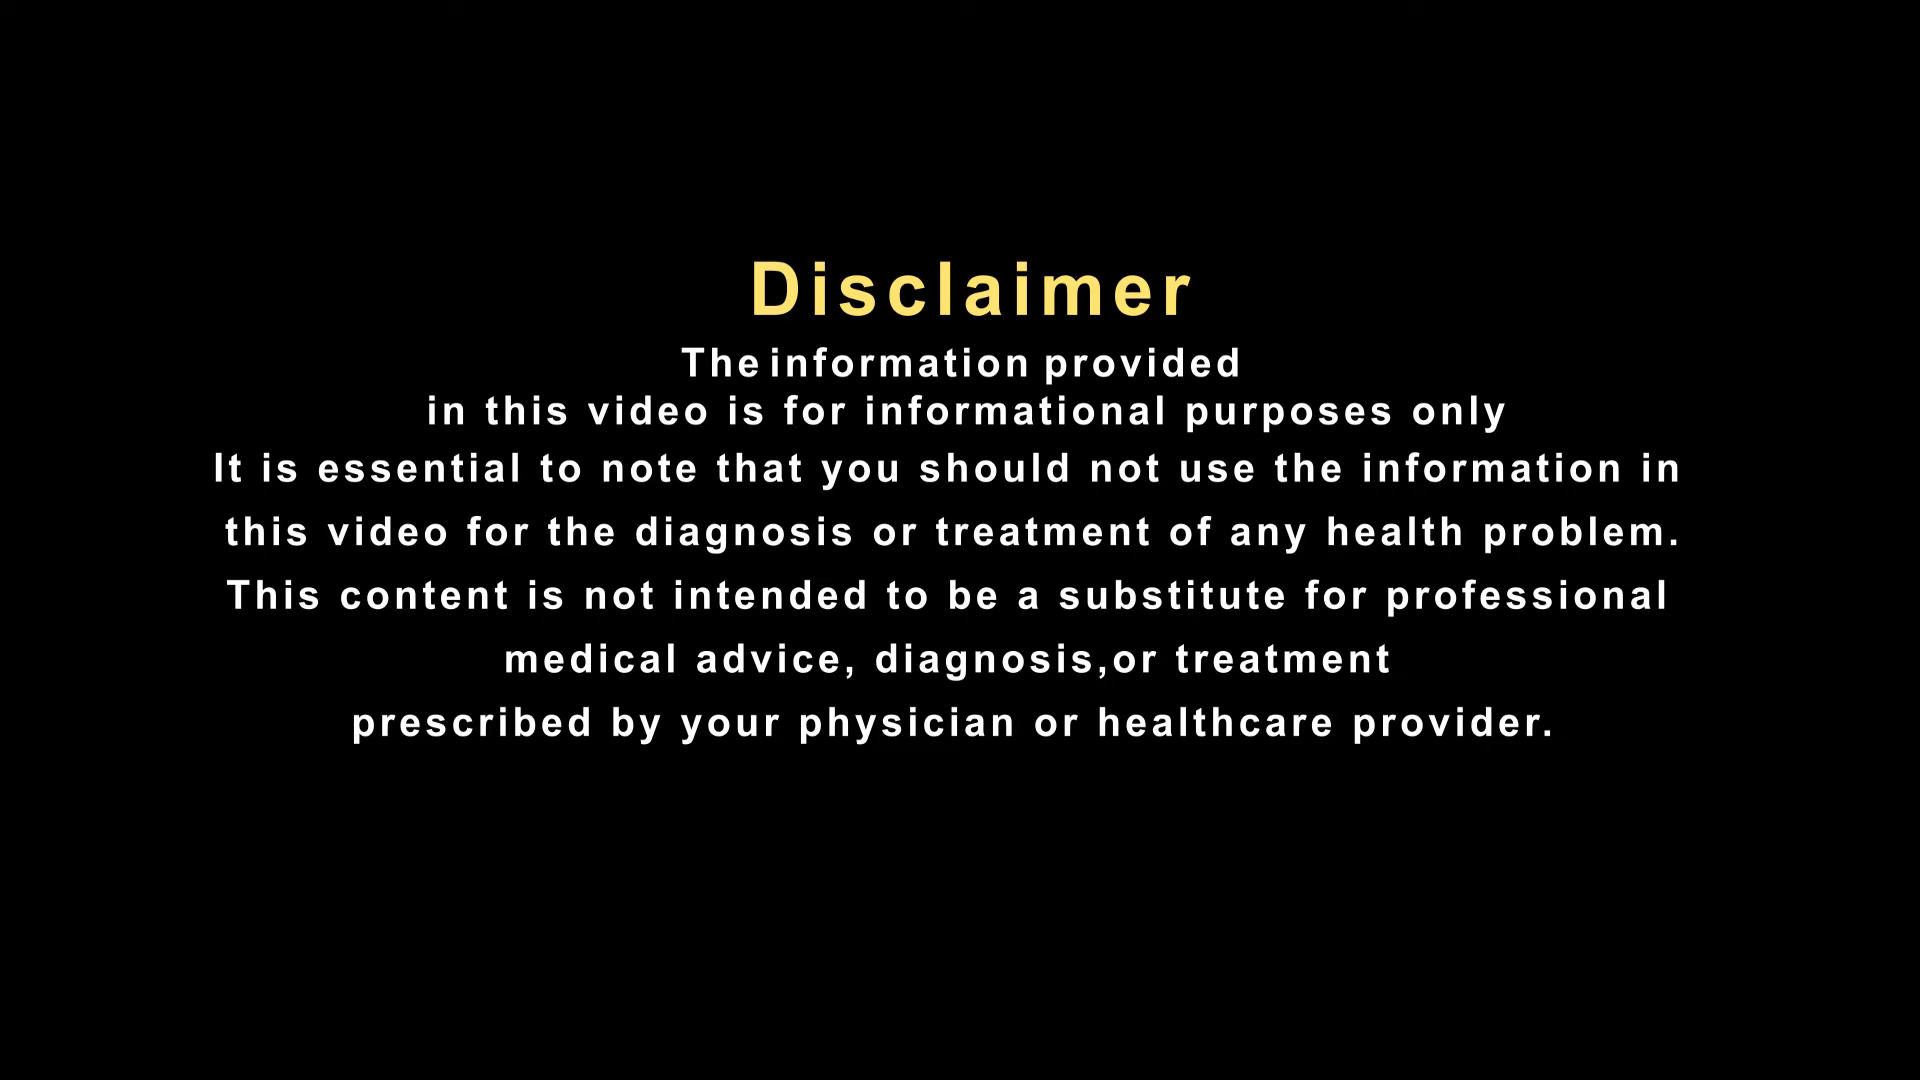 Disclaimer
The information provided
in this video is for informational purposes only
It is essential to note that you should not use the information in
this video for the diagnosis or treatment of any health problem.
This content is not intended to be a substitute for professional
medical advice, diagnosis,or treatment
prescribed by your physician or healthcare provider.